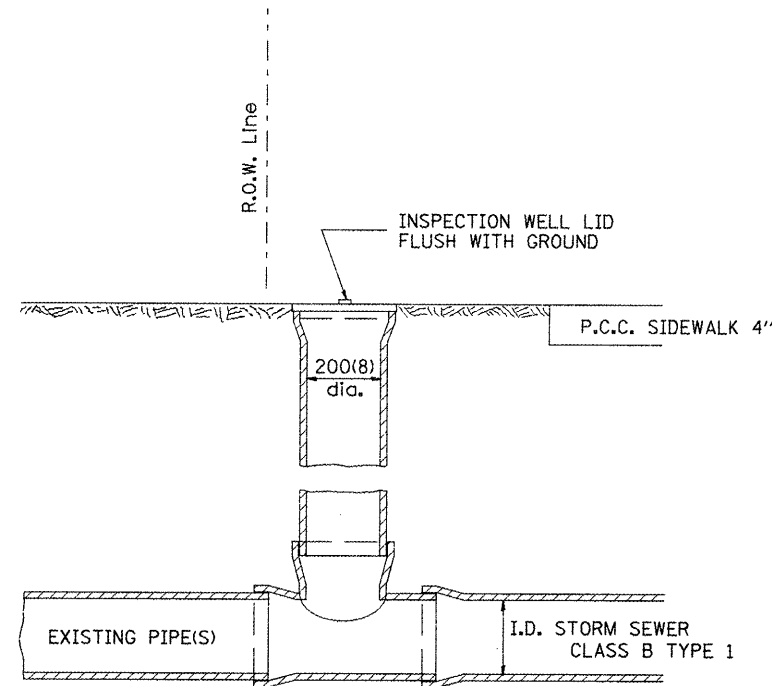 R.O.W. Line
INSPECTION WELL LID
FLUSH WITH GROUND
P.C.C. SIDEWALK 4"
200(8)
dia.
EXISTING PIPE(S)
I.D. STORM SEWER
CLASS B TYPE 1